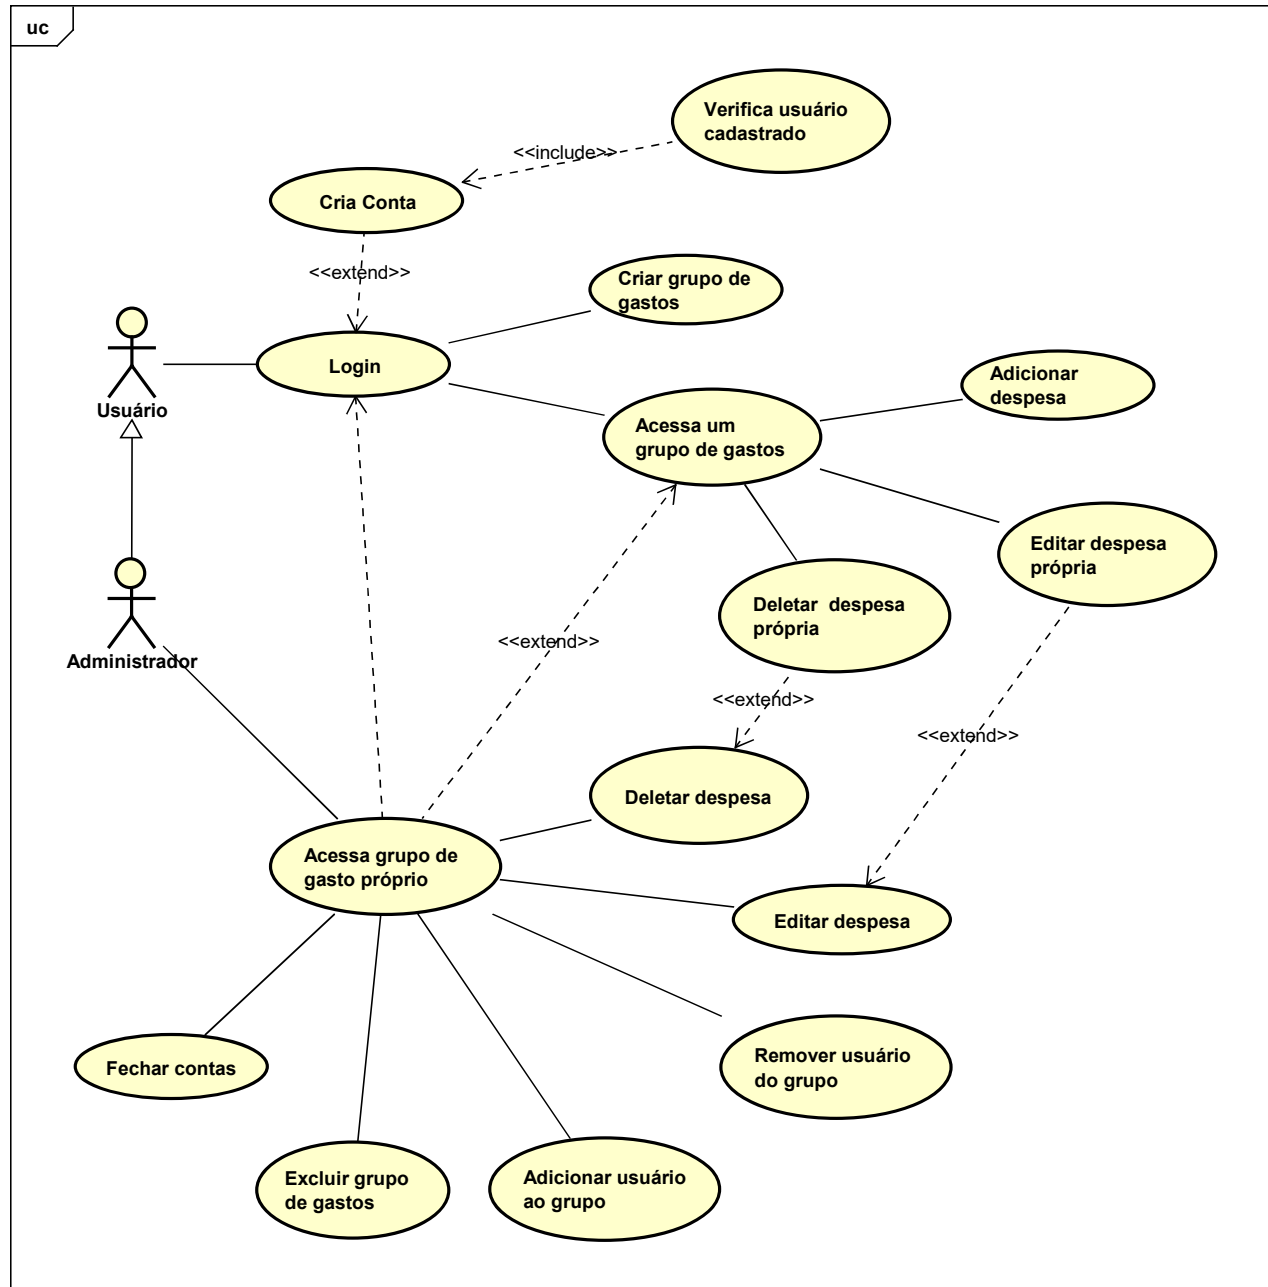 uc
Verifica usuário
cadastrado
<<include>>
Cria Conta
<<extend>>
Criar grupo de
gastos
Login
Usuário
Adicionar
despesa
Acessa um
grupo de gastos
Editar despesa
própria
Deletar despesa
própria
<<extend>>
Administrador
<<extend>>
<<extend>>
Deletar despesa
Acessa grupo de
gasto próprio
Editar despesa
Remover usuário
do grupo
Fechar contas
Excluir grupo
de gastos
Adicionar usuário
ao grupo